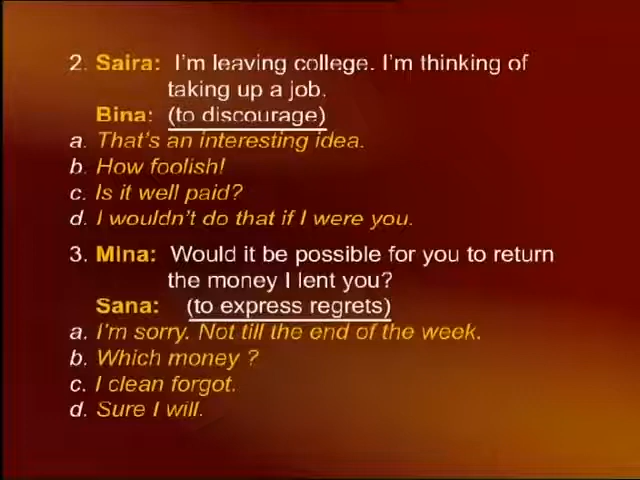 2. Saira: I'm leaving college. I'm thinking of
taking up a job.
Bina: (to discourage)
a. That's an interesting idea.
b. How foolish!
c. Is it well paid?
d. I wouldn't do that if I were you.
3. MIna: Would it be possible for you to return
the money I lent you?
Sana: (to express regrets)
a. I'm sorry. Not till the end of the week.
b. Which money ?
c. I clean forgot.
d. Sure I will.